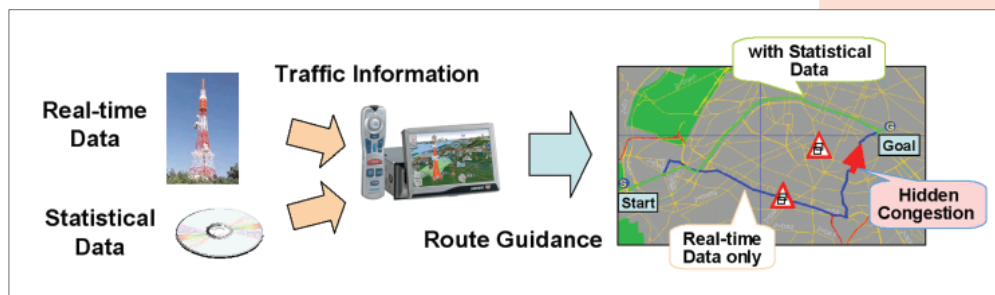 Real-time
Data
Statistical
Data
Traffic Information
Route Guidance
with Statistical
Data
S
Start
G
Goal
Hidden
Congestion
Real-time
Data only